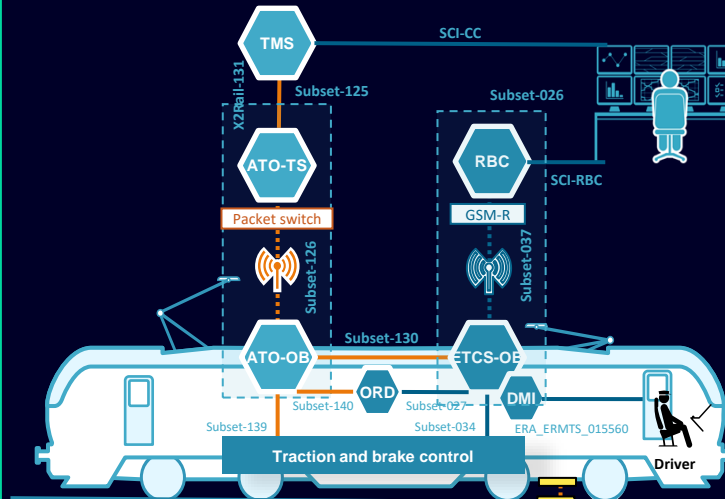 SCI-CC
TMS
X2Rail-131
Subset-125
Subset-026
ATO-TS
RBC
SCI-RBC
Packet switch
GSM-R
Subset-126
Subset-037
Subset-130
ATO-OB
ETCS-OB
ORD
DMI
Subset-140
Subset-027
Subset-139
Subset-034
ERA_ERMTS_015560
Traction and brake control
Driver